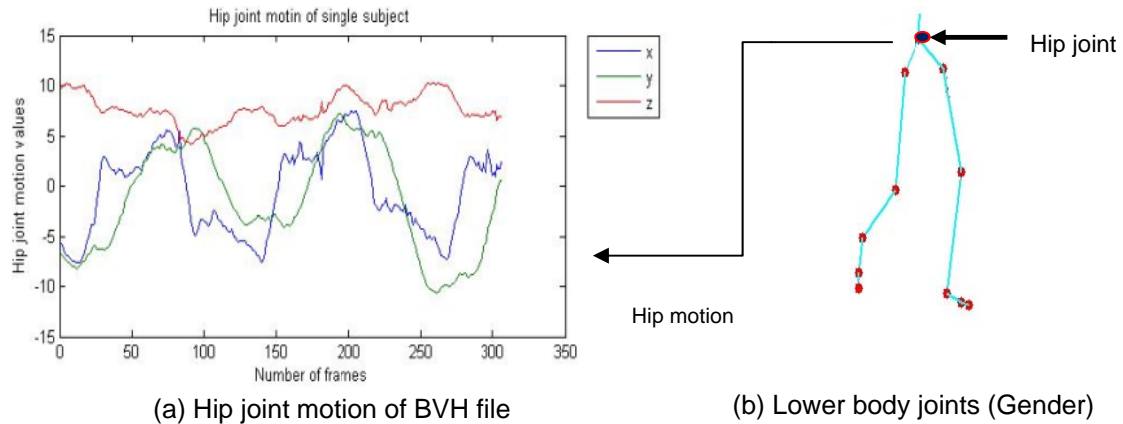 Hip joint motin of single subject
Hip joint motion values
15
10
5
0
-5
-10
-15
0 50 100 150 200 250 300 350
Number of frames
x
y
z
(a) Hip joint motion of BVH file
Hip joint
Hip motion
(b) Lower body joints (Gender)